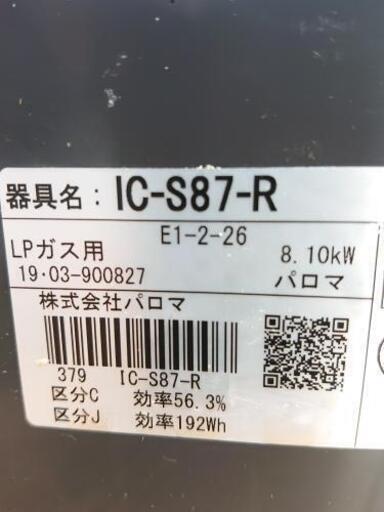 器具名：IC-S87-R
E1-2-26
LPガス用 8.10kW
19・03-900827 パロマ
株式会社パロマ
379 IC-S87-R
区分C 効率56.3%
区分J 効率192Wh